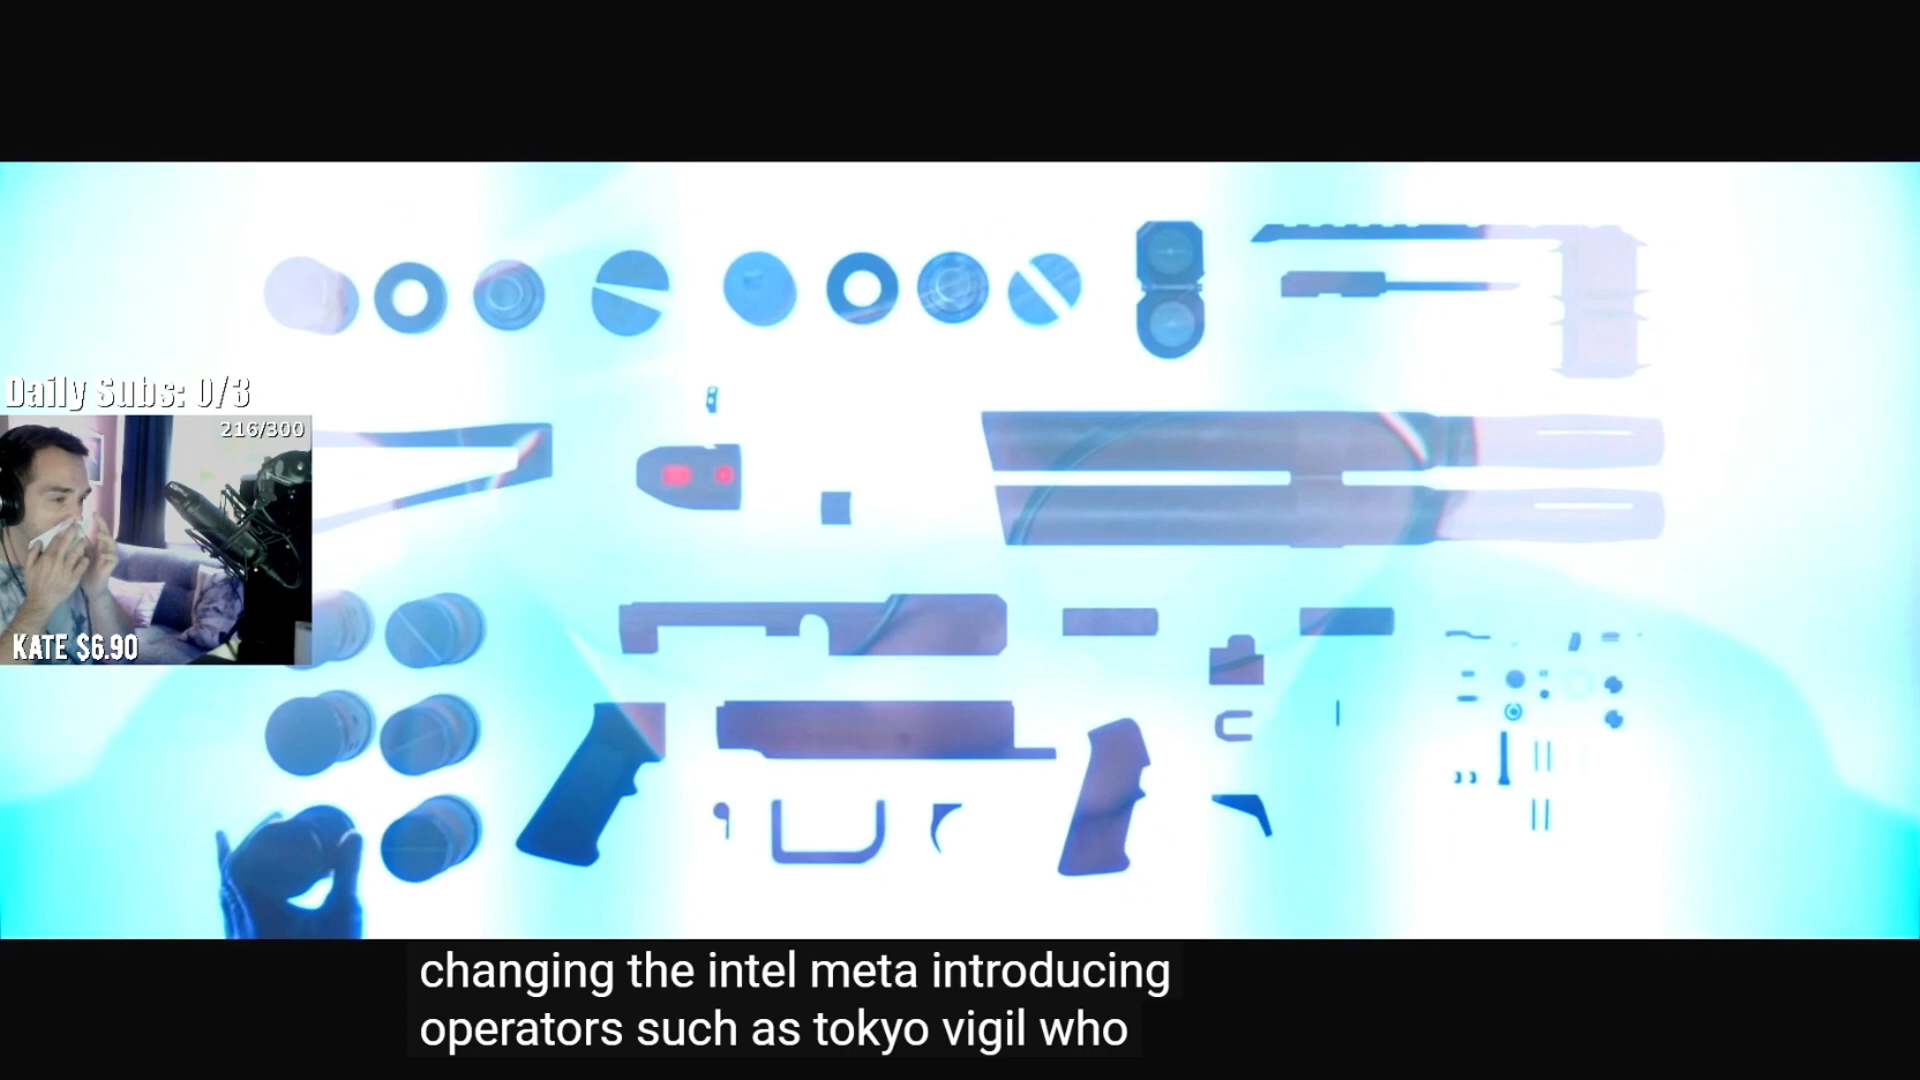 Daily Subs: 0/3
216/300
KATE $6.90
changing the intel meta introducing
operators such as tokyo vigil who